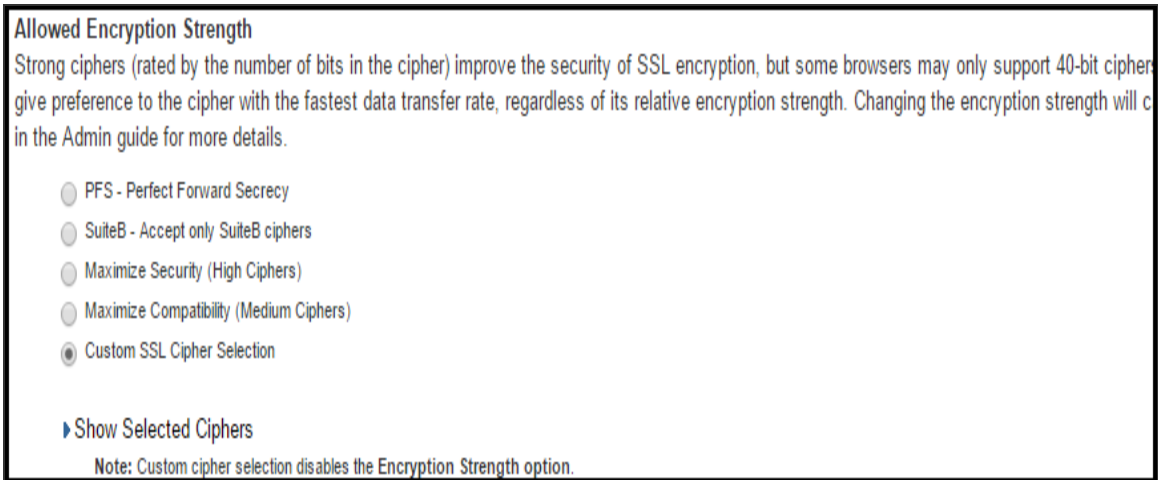 Allowed Encryption Strength
Strong ciphers (rated by the number of bits in the cipher) improve the security of SSL encryption, but some browsers may only support 40-bit ciphers
give preference to the cipher with the fastest data transfer rate, regardless of its relative encryption strength. Changing the encryption strength will c
in the Admin guide for more details.
PFS - Perfect Forward Secrecy
SuiteB - Accept only SuiteB ciphers
Maximize Security (High Ciphers)
Maximize Compatibility (Medium Ciphers)
Custom SSL Cipher Selection
Show Selected Ciphers
Note: Custom cipher selection disables the Encryption Strength option.